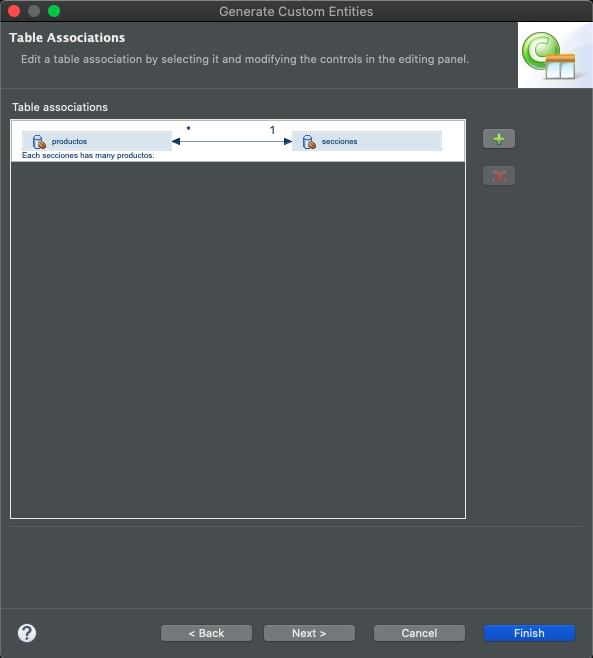 Generate Custom Entities
Table Associations
Edit a table association by selecting it and modifying the controls in the editing panel.
Table associations
productos * 1 secciones
Each secciones has many productos.
? < Back Next > Cancel Finish